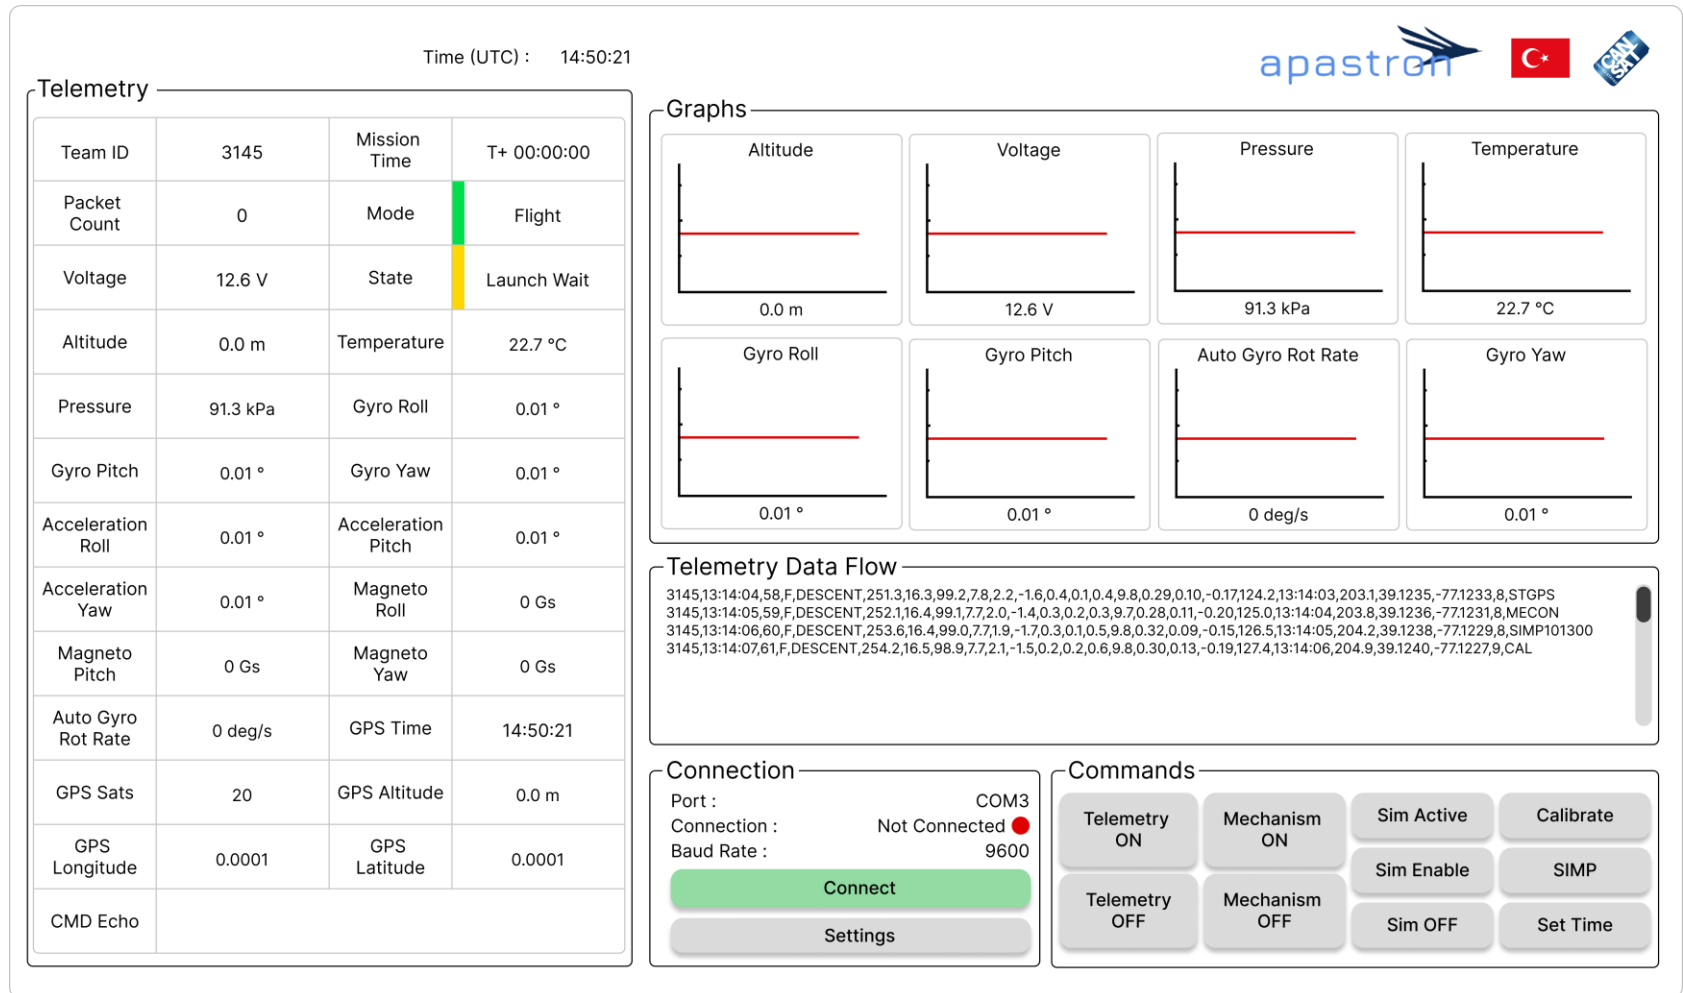 Time (UTC) : 14:50:21
apastron
CAN
SAT
Telemetry
Team ID 3145 Mission Time T+ 00:00:00
Packet Count 0 Mode Flight
Voltage 12.6 V State Launch Wait
Altitude 0.0 m Temperature 22.7 °C
Pressure 91.3 kPa Gyro Roll 0.01 °
Gyro Pitch 0.01 ° Gyro Yaw 0.01 °
Acceleration Roll 0.01 ° Acceleration Pitch 0.01 °
Acceleration Yaw 0.01 ° Magneto Roll 0 Gs
Magneto Pitch 0 Gs Magneto Yaw 0 Gs
Auto Gyro Rot Rate 0 deg/s GPS Time 14:50:21
GPS Sats 20 GPS Altitude 0.0 m
GPS Longitude 0.0001 GPS Latitude 0.0001
CMD Echo
Graphs
Altitude Voltage Pressure Temperature
0.0 m 12.6 V 91.3 kPa 22.7 °C
Gyro Roll Gyro Pitch Auto Gyro Rot Rate Gyro Yaw
0.01 ° 0.01 ° 0 deg/s 0.01 °
Telemetry Data Flow
3145,13:14:04,58,F,DESCENT,251.3,16.3,99.2,7.8,2.2,-1.6,0.4,0.1,0.4,9.8,0.29,0.10,-0.17,124.2,13:14:03,203.1,39.1235,-77.1233,8,STGPS
3145,13:14:05,59,F,DESCENT,252.1,16.4,99.1,7.7,2.0,-1.4,0.3,0.2,0.3,9.7,0.28,0.11,-0.20,125.0,13:14:04,203.8,39.1236,-77.1231,8,MECON
3145,13:14:06,60,F,DESCENT,253.6,16.4,99.0,7.7,1.9,-1.7,0.3,0.1,0.5,9.8,0.32,0.09,-0.15,126.5,13:14:05,204.2,39.1238,-77.1229,8,SIMP101300
3145,13:14:07,61,F,DESCENT,254.2,16.5,98.9,7.7,2.1,-1.5,0.2,0.2,0.6,9.8,0.30,0.13,-0.19,127.4,13:14:06,204.9,39.1240,-77.1227,9,CAL
Connection
Port : COM3
Connection : Not Connected
Baud Rate : 9600
Connect
Settings
Commands
Telemetry ON
Mechanism ON
Sim Active
Calibrate
Sim Enable
SIMP
Telemetry OFF
Mechanism OFF
Sim OFF
Set Time